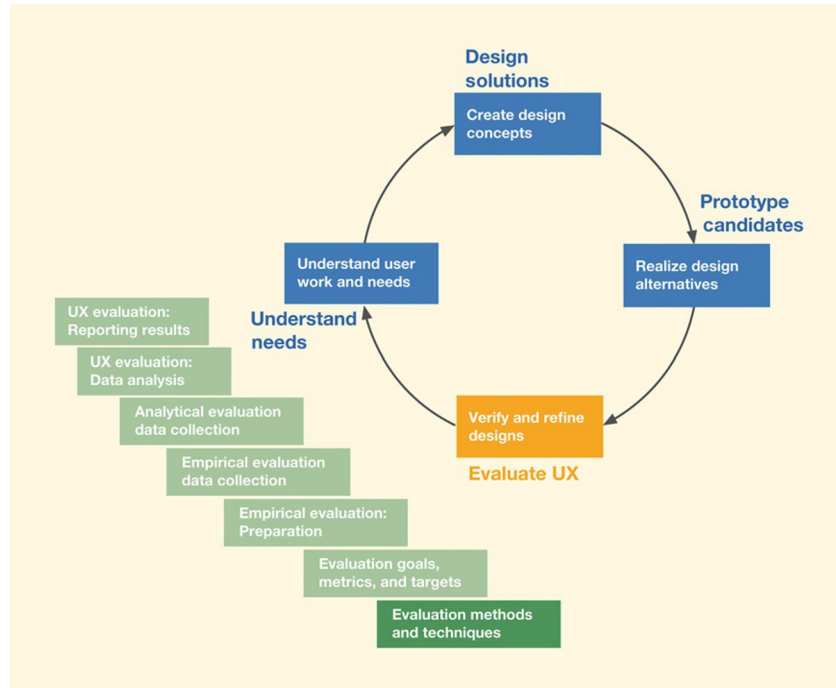 Design
solutions
Create design
concepts
Prototype
candidates
Realize design
alternatives
Understand user
work and needs
Understand
needs
Verify and refine
designs
Evaluate UX
UX evaluation:
Reporting results
UX evaluation:
Data analysis
Analytical evaluation
data collection
Empirical evaluation
data collection
Empirical evaluation:
Preparation
Evaluation goals,
metrics, and targets
Evaluation methods
and techniques